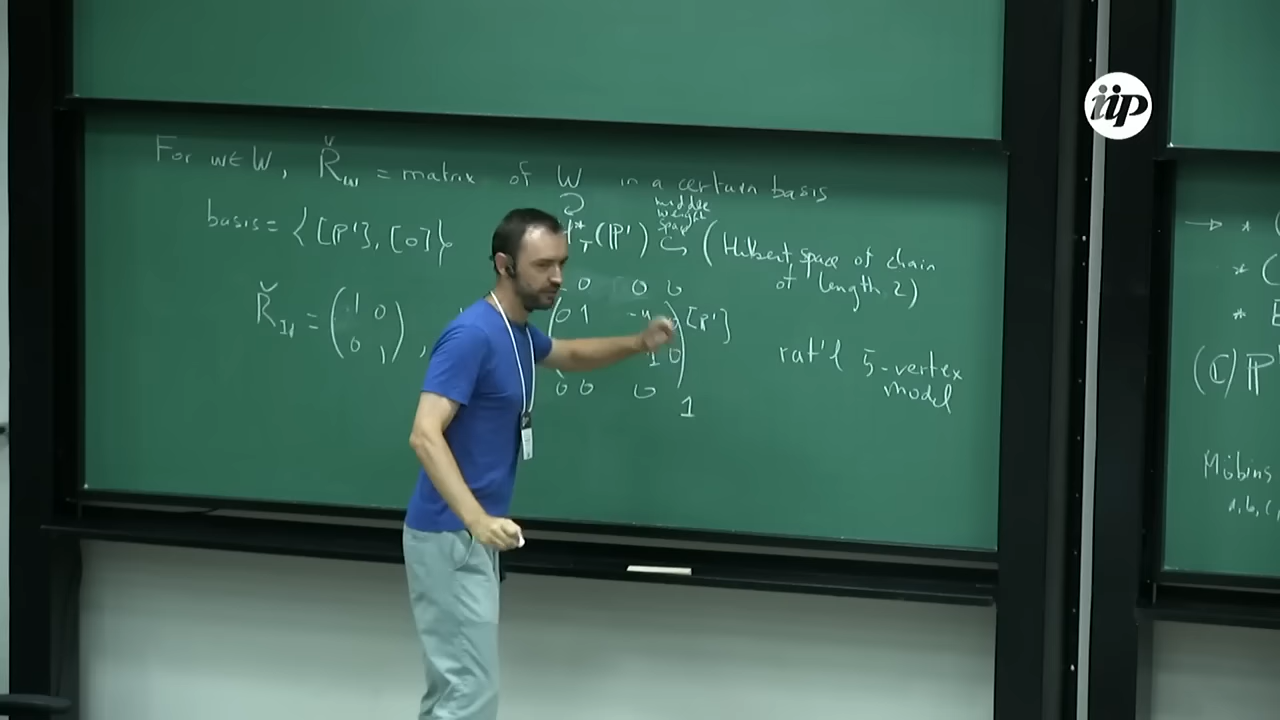 For w∈W, Ř_w = matrix of W in a certain basis
middle
weight
space
basis = { [ℙ¹], [0] } *_T(ℙ¹) ↪ (Hilbert space of chain
of length 2)
0 0 0
Ř_Id = (1 0
0 1),
0 1 [ℙ¹]
1 0
0 0 0
1
rat'l 5-vertex
model
iip
→ * (
* (
* E
(ℂ)ℙ
Möbius
a, b, c